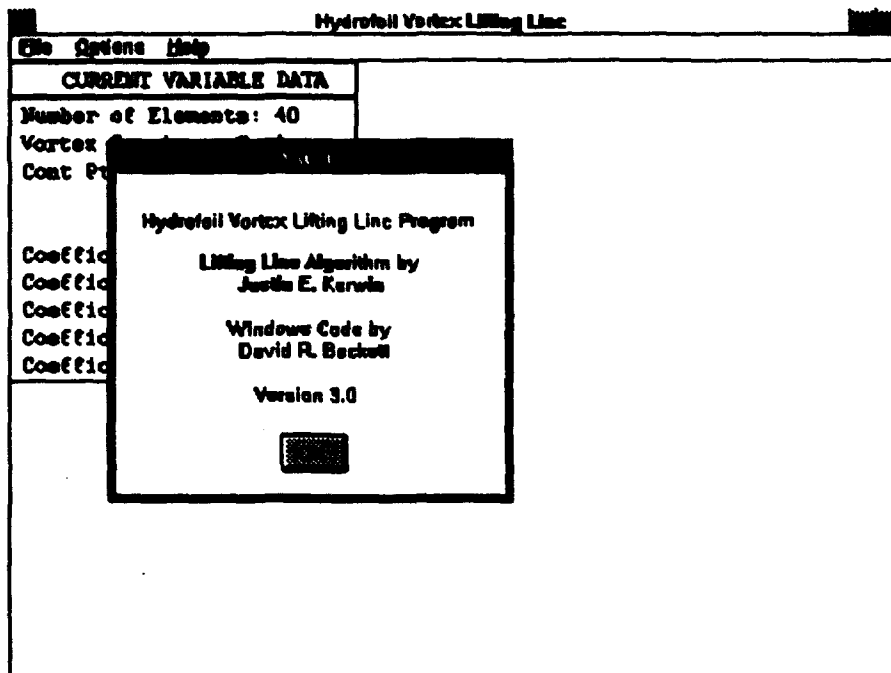 Hydrofoil Vortex Lifting Line
File Options Help
CURRENT VARIABLE DATA
Number of Elements: 40
Vortex
Cont Pt
Coeffic
Coeffic
Coeffic
Coeffic
Coeffic
Hydrofoil Vortex Lifting Line Program
Lifting Line Algorithm by
Justin E. Kerwin
Windows Code by
David R. Beckett
Version 3.0